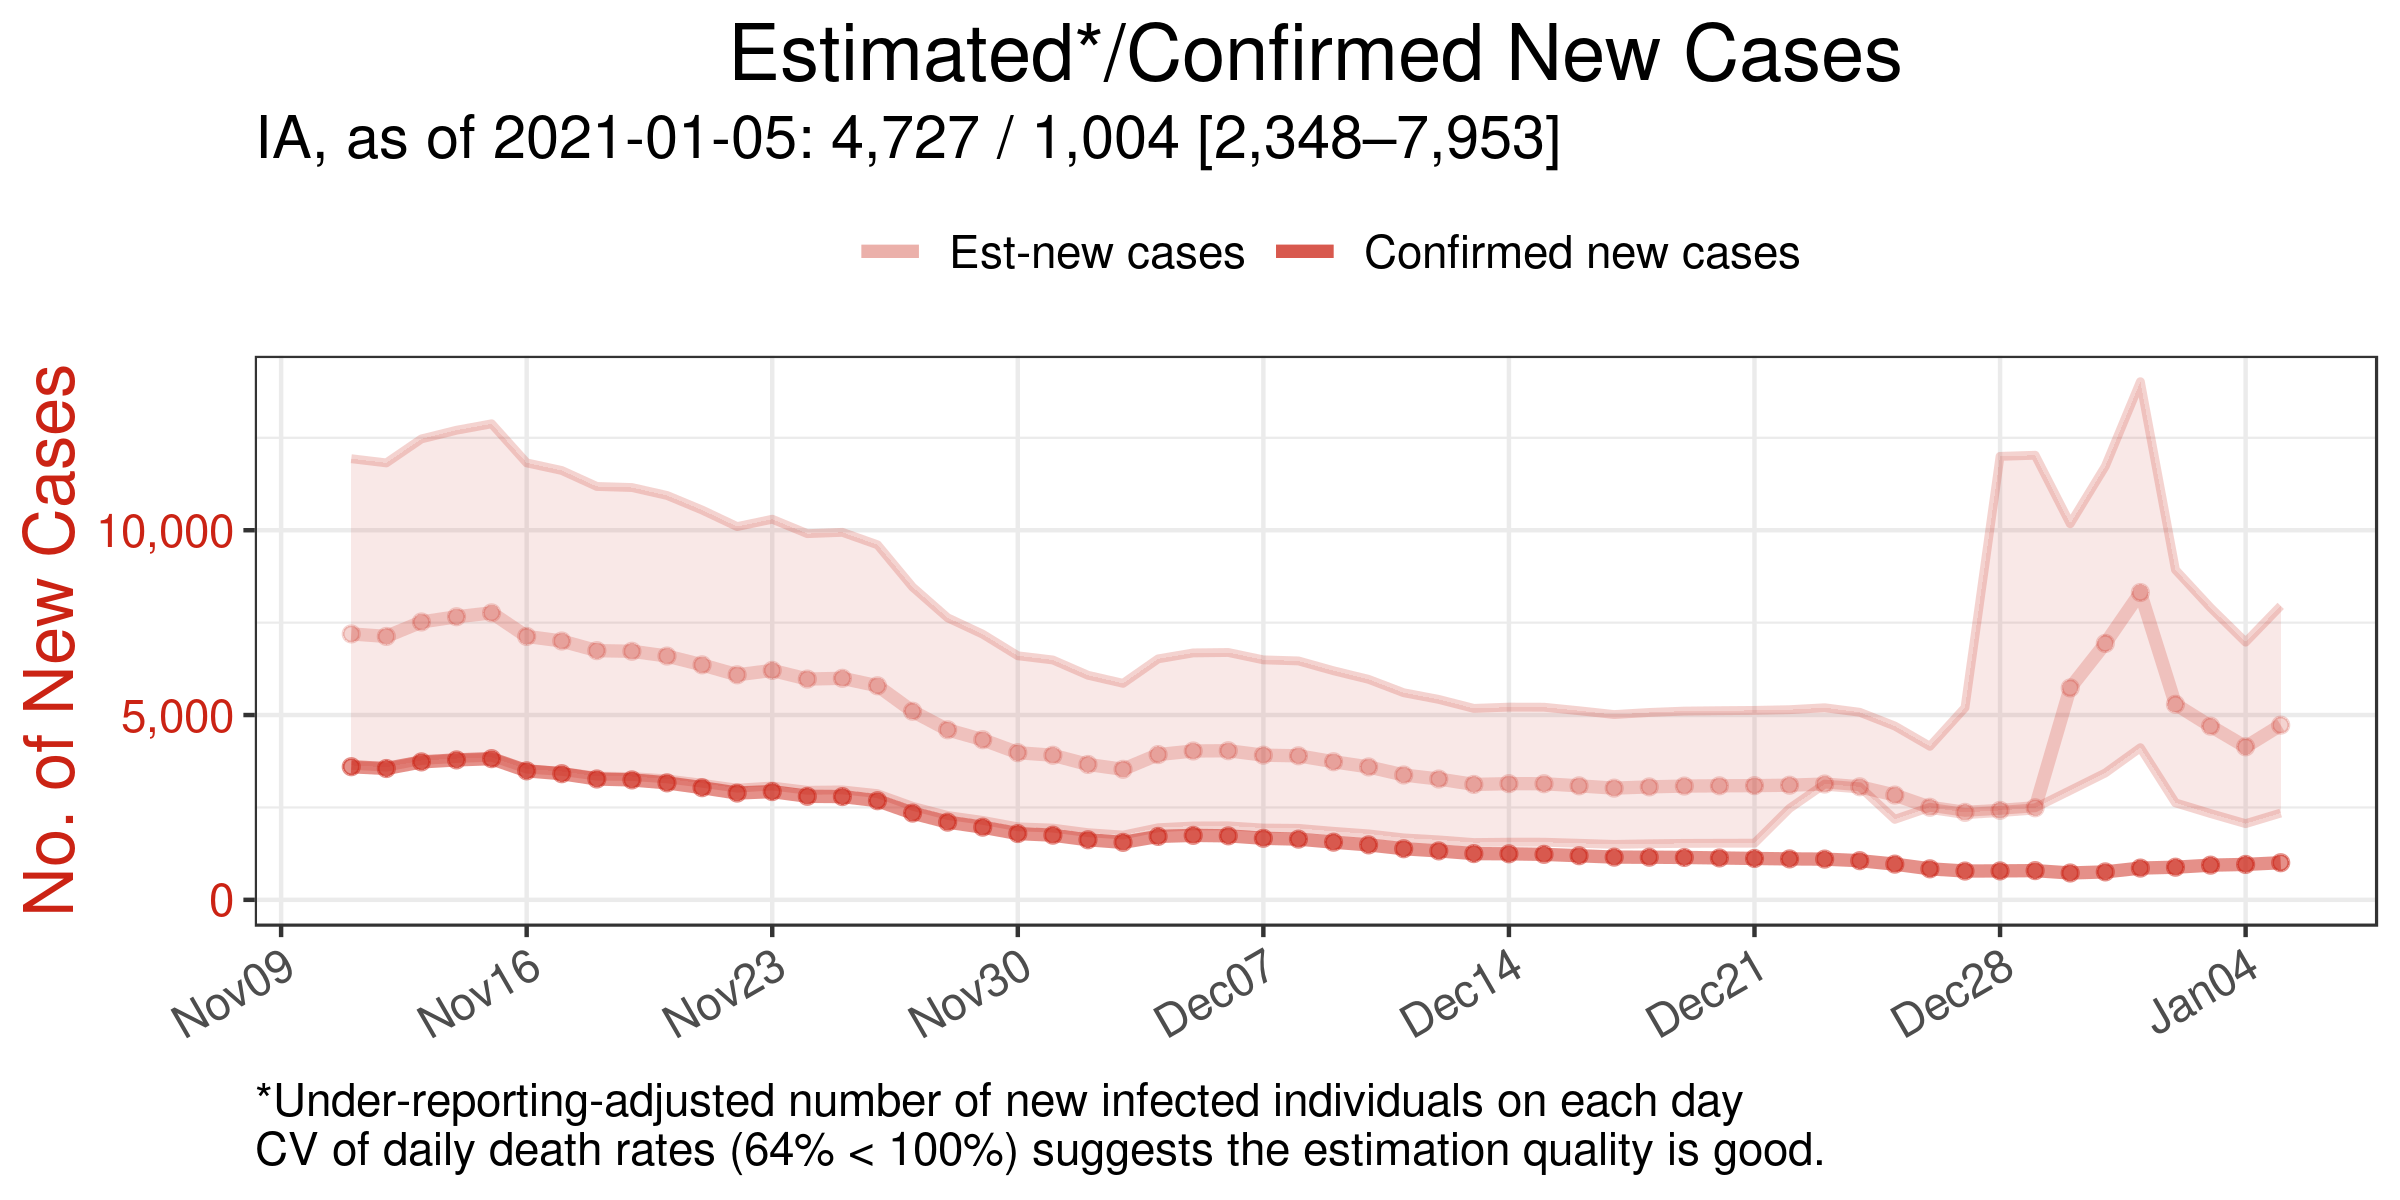 Estimated*/Confirmed New Cases
IA, as of 2021-01-05: 4,727 / 1,004 [2,348–7,953]
Est-new cases
Confirmed new cases
No. of New Cases
10,000
5,000
0
Nov09
Nov16
Nov23
Nov30
Dec07
Dec14
Dec21
Dec28
Jan04
*Under-reporting-adjusted number of new infected individuals on each day
CV of daily death rates (64% < 100%) suggests the estimation quality is good.